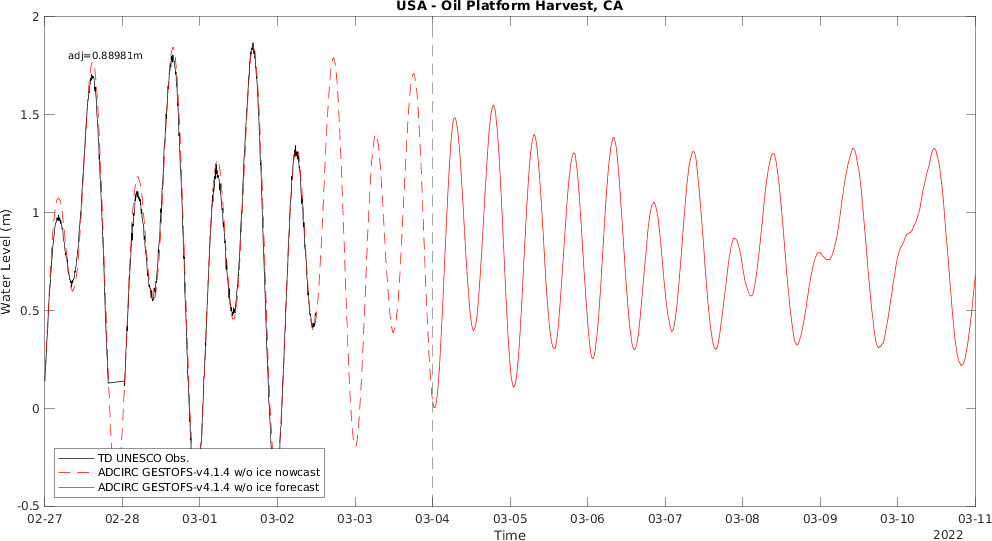 USA - Oil Platform Harvest, CA
adj=0.88981m
2
1.5
1
0.5
0
-0.5
Water Level (m)
TD UNESCO Obs.
ADCIRC GESTOFS-v4.1.4 w/o ice nowcast
ADCIRC GESTOFS-v4.1.4 w/o ice forecast
02-27 02-28 03-01 03-02 03-03 03-04 03-05 03-06 03-07 03-08 03-09 03-10 03-11
Time
2022